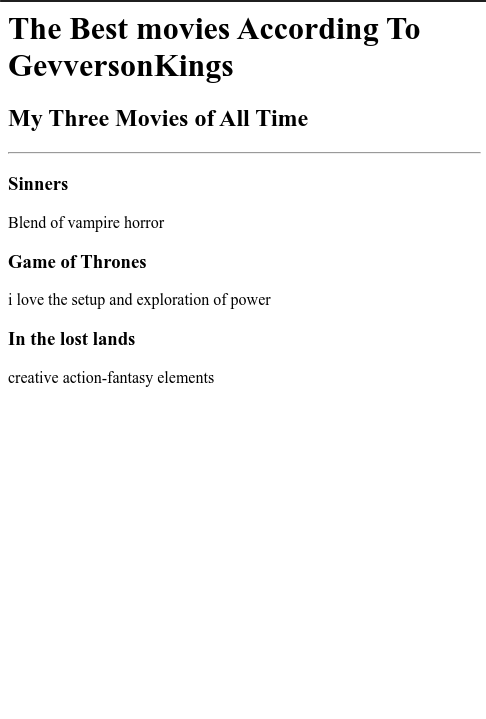 The Best movies According To
GevversonKings
My Three Movies of All Time
Sinners
Blend of vampire horror
Game of Thrones
i love the setup and exploration of power
In the lost lands
creative action-fantasy elements